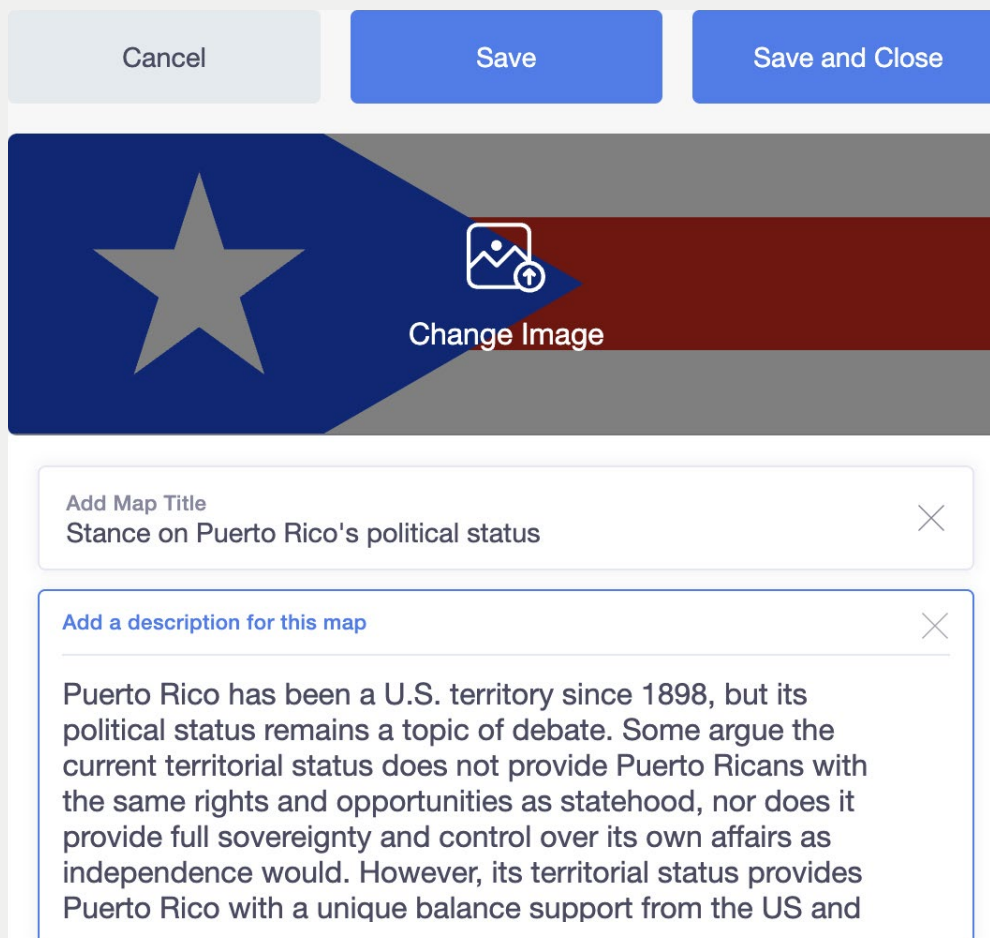 Cancel
Save
Save and Close
Change Image
Add Map Title
Stance on Puerto Rico's political status
Add a description for this map
Puerto Rico has been a U.S. territory since 1898, but its
political status remains a topic of debate. Some argue the
current territorial status does not provide Puerto Ricans with
the same rights and opportunities as statehood, nor does it
provide full sovereignty and control over its own affairs as
independence would. However, its territorial status provides
Puerto Rico with a unique balance support from the US and